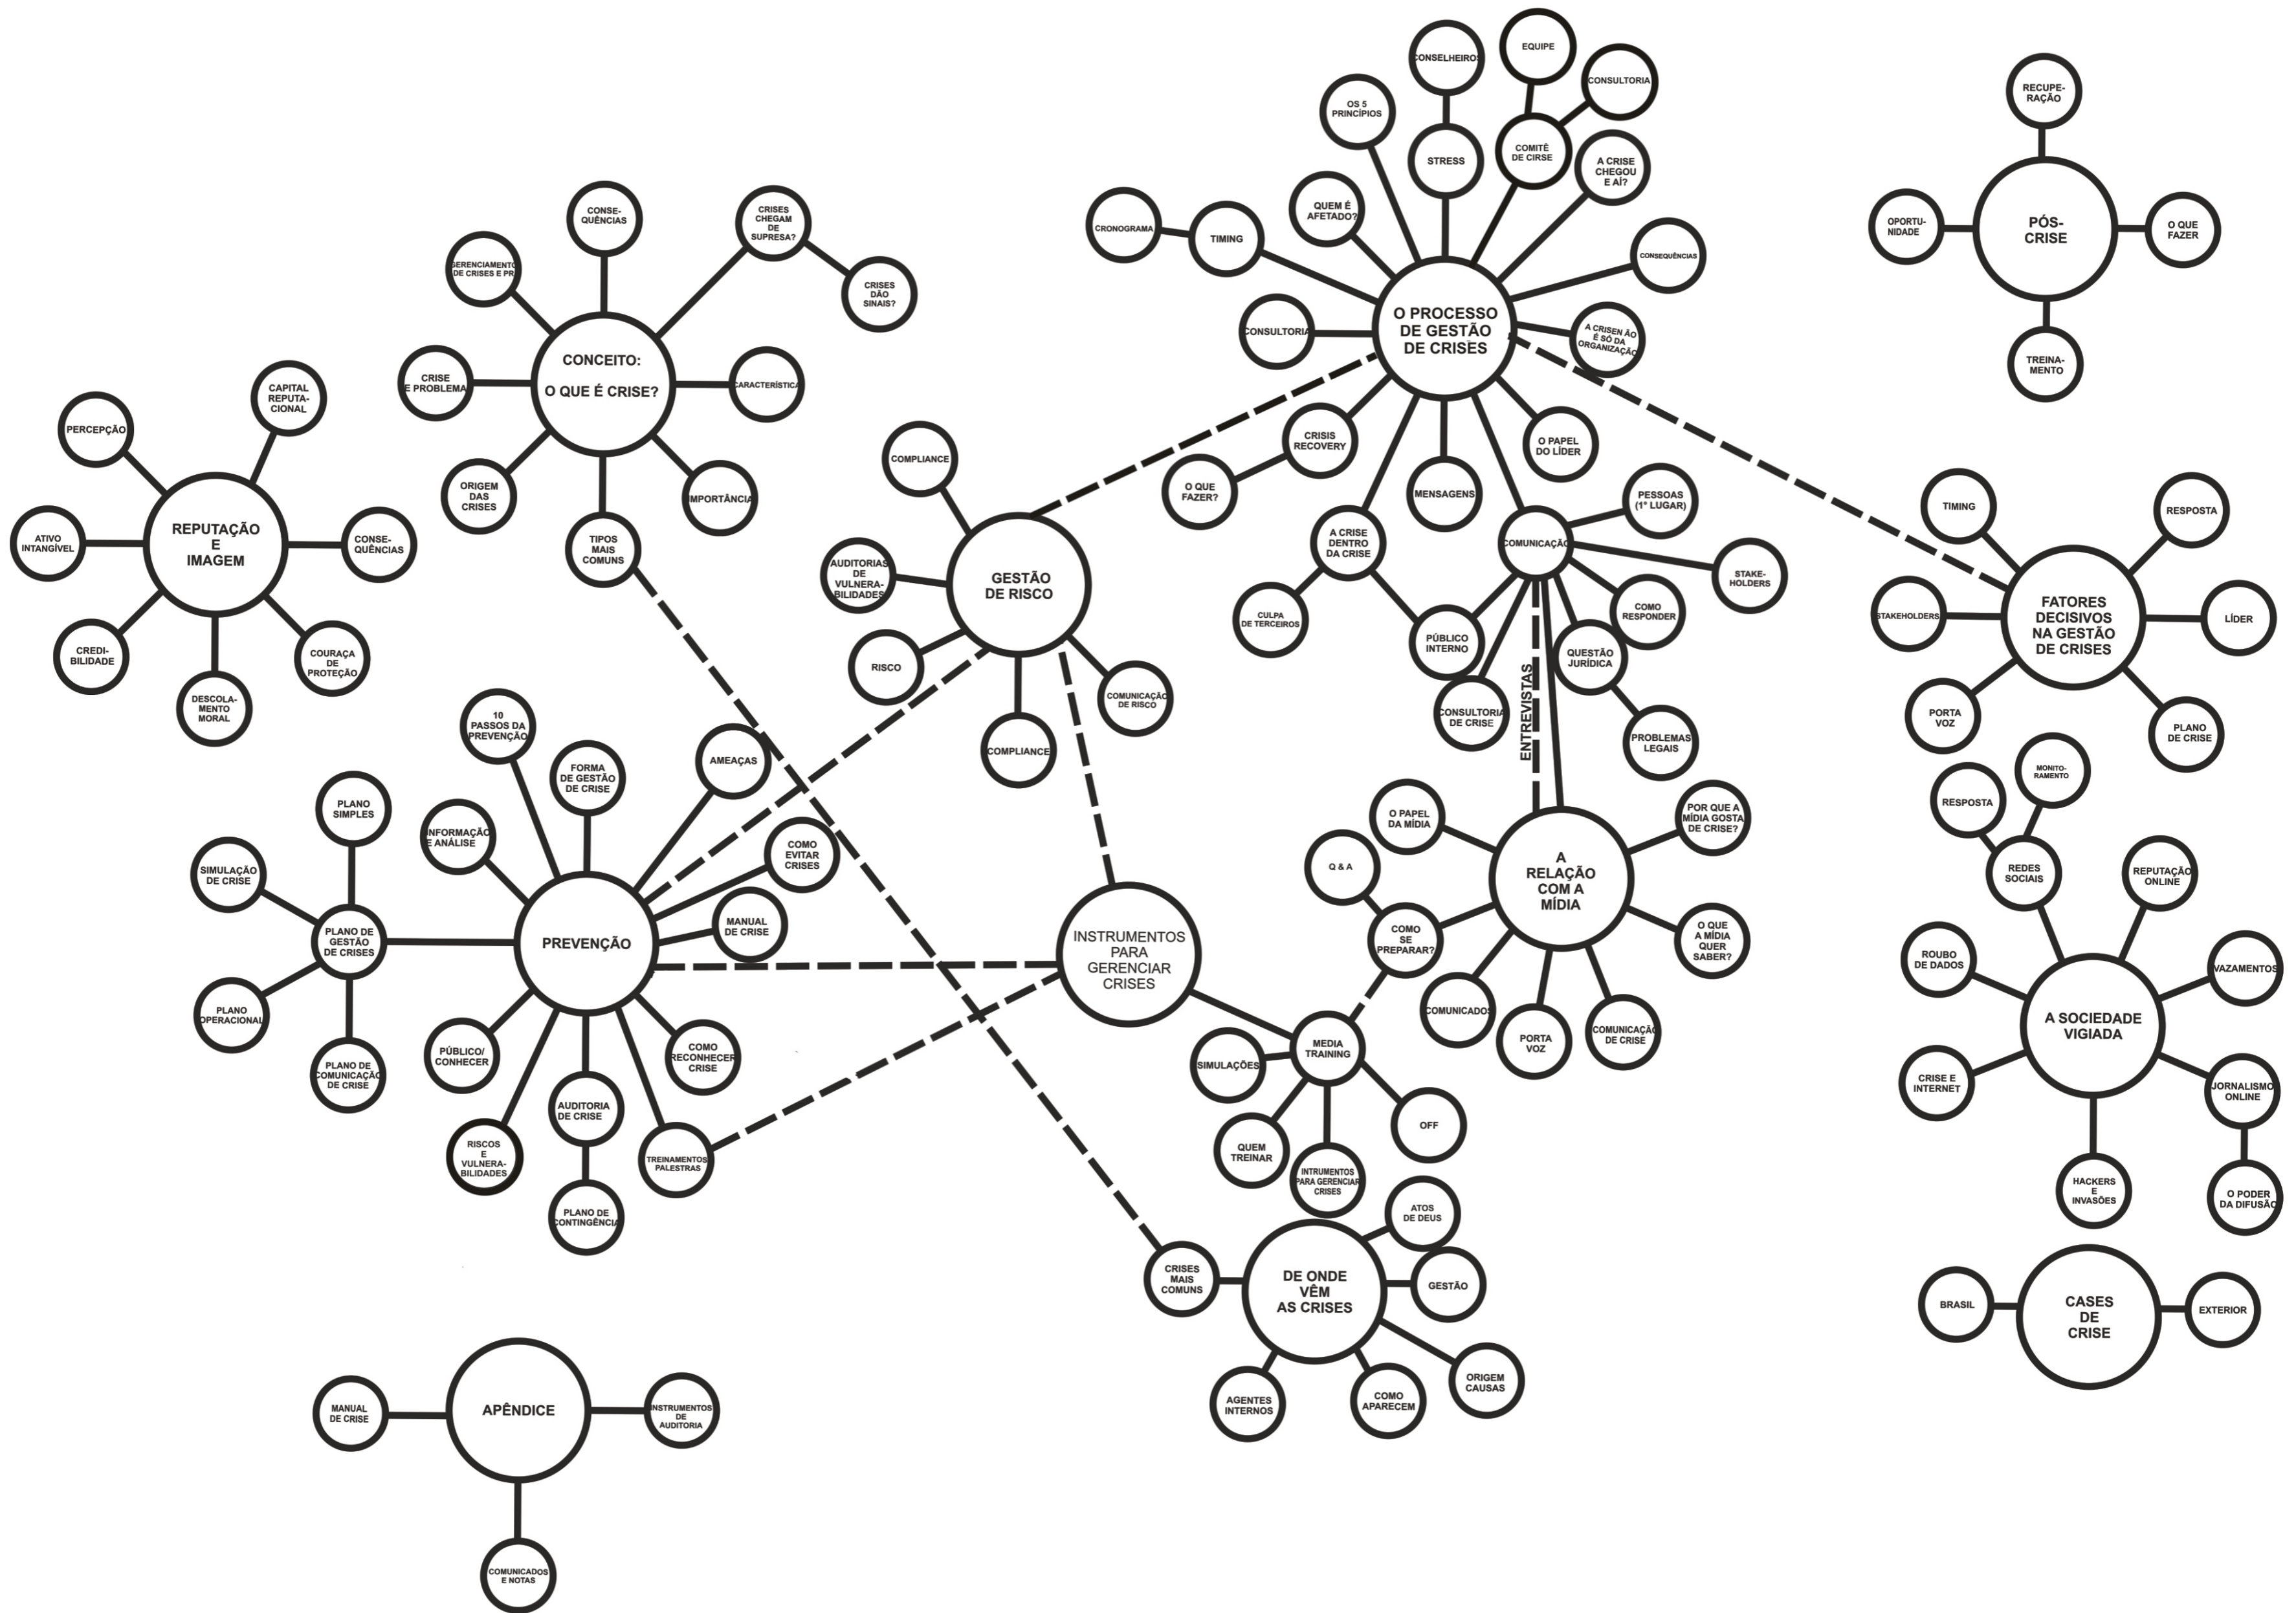 CONSELHEIROS
EQUIPE
CONSULTORIA
OS 5
PRINCÍPIOS
STRESS
COMITÊ
DE CIRSE
A CRISE
CHEGOU
E AÍ?
QUEM É
AFETADO?
CRONOGRAMA
TIMING
CONSEQUÊNCIAS
CONSULTORIA
O PROCESSO
DE GESTÃO
DE CRISES
A CRISEN ÃO
É SÓ DA
ORGANIZAÇÃO
CRISIS
RECOVERY
O QUE
FAZER?
MENSAGENS
O PAPEL
DO LÍDER
A CRISE
DENTRO
DA CRISE
CULPA
DE TERCEIROS
COMUNICAÇÃO
PESSOAS
(1° LUGAR)
STAKE-
HOLDERS
COMO
RESPONDER
QUESTÃO
JURÍDICA
PROBLEMAS
LEGAIS
PÚBLICO
INTERNO
CONSULTORIA
DE CRISE
ENTREVISTAS
RECUPE-
RAÇÃO
OPORTU-
NIDADE
PÓS-
CRISE
O QUE
FAZER
TREINA-
MENTO
CONSE-
QUÊNCIAS
CRISES
CHEGAM
DE
SUPRESA?
CRISES
DÃO
SINAIS?
GERENCIAMENTO
DE CRISES E PR
CONCEITO:
O QUE É CRISE?
CRISE
E PROBLEMA
CARACTERÍSTICA
ORIGEM
DAS
CRISES
TIPOS
MAIS
COMUNS
IMPORTÂNCIA
CAPITAL
REPUTA-
CIONAL
PERCEPÇÃO
ATIVO
INTANGÍVEL
REPUTAÇÃO
E
IMAGEM
CONSE-
QUÊNCIAS
CREDI-
BILIDADE
DESCOLA-
MENTO
MORAL
COURAÇA
DE
PROTEÇÃO
COMPLIANCE
AUDITORIAS
DE
VULNERA-
BILIDADES
GESTÃO
DE RISCO
RISCO
COMPLIANCE
COMUNICAÇÃO
DE RISCO
TIMING
RESPOSTA
STAKEHOLDERS
FATORES
DECISIVOS
NA GESTÃO
DE CRISES
LÍDER
PORTA
VOZ
PLANO
DE CRISE
10
PASSOS DA
PREVENÇÃO
FORMA
DE GESTÃO
DE CRISE
AMEAÇAS
INFORMAÇÃO
E ANÁLISE
COMO
EVITAR
CRISES
MANUAL
DE CRISE
PREVENÇÃO
PLANO
SIMPLES
SIMULAÇÃO
DE CRISE
PLANO DE
GESTÃO
DE CRISES
PLANO
OPERACIONAL
PLANO DE
COMUNICAÇÃO
DE CRISE
PÚBLICO/
CONHECER
RISCOS
E
VULNERA-
BILIDADES
AUDITORIA
DE CRISE
PLANO DE
CONTINGÊNCIA
TREINAMENTOS
PALESTRAS
COMO
RECONHECER
CRISE
INSTRUMENTOS
PARA
GERENCIAR
CRISES
MEDIA
TRAINING
SIMULAÇÕES
QUEM
TREINAR
INTRUMENTOS
PARA GERENCIAR
CRISES
OFF
O PAPEL
DA MÍDIA
Q & A
COMO
SE
PREPARAR?
A
RELAÇÃO
COM A
MÍDIA
POR QUE A
MÍDIA GOSTA
DE CRISE?
O QUE
A MÍDIA
QUER
SABER?
COMUNICADOS
PORTA
VOZ
COMUNICAÇÃO
DE CRISE
RESPOSTA
MONITO-
RAMENTO
REDES
SOCIAIS
REPUTAÇÃO
ONLINE
ROUBO
DE DADOS
VAZAMENTOS
A SOCIEDADE
VIGIADA
CRISE E
INTERNET
JORNALISMO
ONLINE
HACKERS
E
INVASÕES
O PODER
DA DIFUSÃO
CRISES
MAIS
COMUNS
DE ONDE
VÊM
AS CRISES
ATOS
DE DEUS
GESTÃO
AGENTES
INTERNOS
COMO
APARECEM
ORIGEM
CAUSAS
BRASIL
CASES
DE
CRISE
EXTERIOR
MANUAL
DE CRISE
APÊNDICE
INSTRUMENTOS
DE
AUDITORIA
COMUNICADOS
E NOTAS